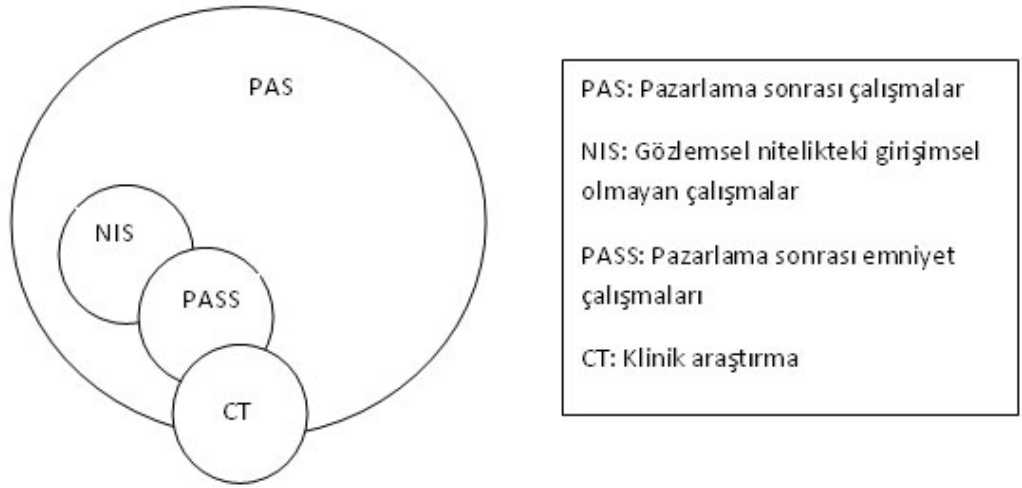 PAS
NIS
PASS
CT
PAS: Pazarlama sonrası çalışmalar
NIS: Gözlemsel nitelikteki girişimsel
olmayan çalışmalar
PASS: Pazarlama sonrası emniyet
çalışmaları
CT: Klinik araştırma